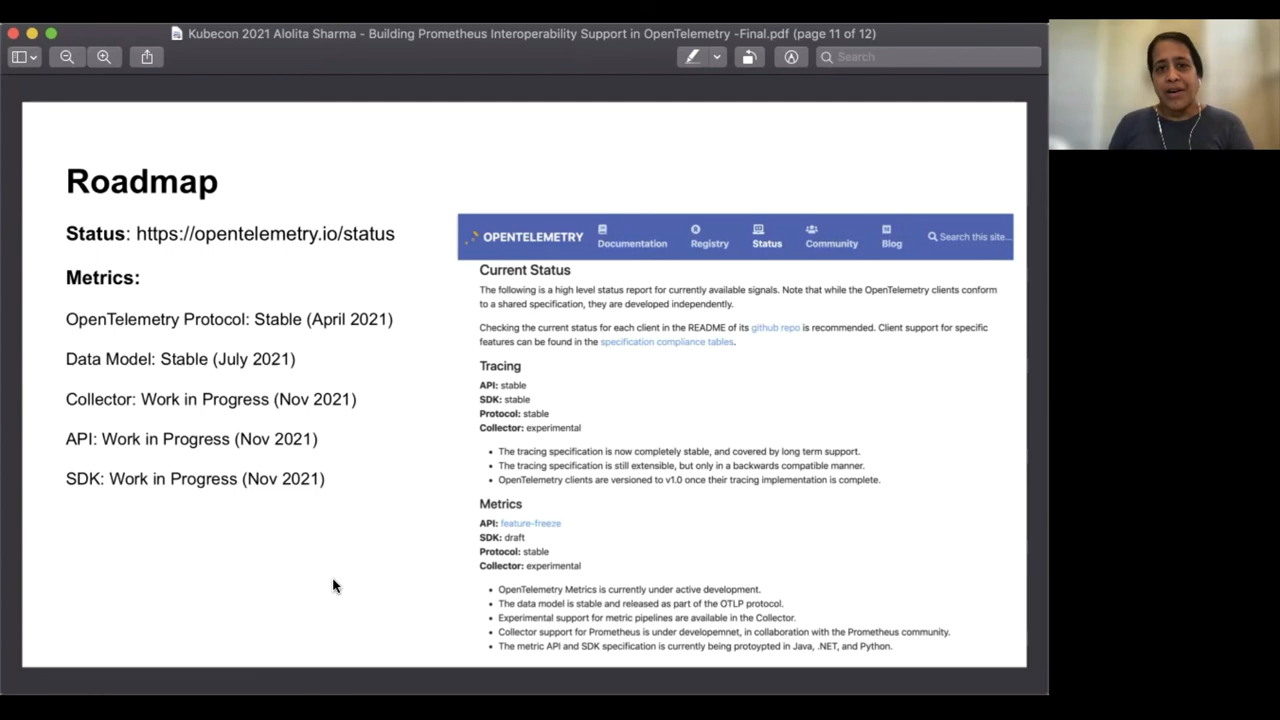 Kubecon 2021 Alolita Sharma - Building Prometheus Interoperability Support in OpenTelemetry -Final.pdf (page 11 of 12)
Search
Roadmap
Status: https://opentelemetry.io/status
Metrics:
OpenTelemetry Protocol: Stable (April 2021)
Data Model: Stable (July 2021)
Collector: Work in Progress (Nov 2021)
API: Work in Progress (Nov 2021)
SDK: Work in Progress (Nov 2021)
OPENTELEMETRY
Documentation
Registry
Status
Community
Blog
Search this site...
Current Status
The following is a high level status report for currently available signals. Note that while the OpenTelemetry clients conform
to a shared specification, they are developed independently.
Checking the current status for each client in the README of its github repo is recommended. Client support for specific
features can be found in the specification compliance tables.
Tracing
API: stable
SDK: stable
Protocol: stable
Collector: experimental
• The tracing specification is now completely stable, and covered by long term support.
• The tracing specification is still extensible, but only in a backwards compatible manner.
• OpenTelemetry clients are versioned to v1.0 once their tracing implementation is complete.
Metrics
API: feature-freeze
SDK: draft
Protocol: stable
Collector: experimental
• OpenTelemetry Metrics is currently under active development.
• The data model is stable and released as part of the OTLP protocol.
• Experimental support for metric pipelines are available in the Collector.
• Collector support for Prometheus is under developemnet, in collaboration with the Prometheus community.
• The metric API and SDK specification is currently being protoypted in Java, .NET, and Python.